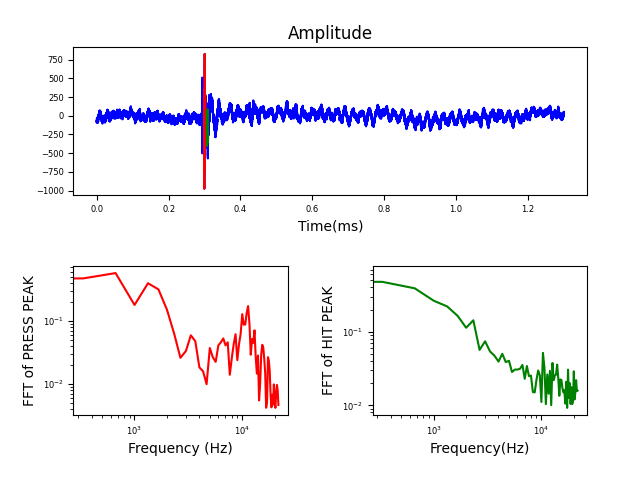 Amplitude
750
500
250
0
−250
−500
−750
−1000
0.0 0.2 0.4 0.6 0.8 1.0 1.2
Time(ms)
FFT of PRESS PEAK
10⁻¹
10⁻²
10³ 10⁴
Frequency (Hz)
FFT of HIT PEAK
10⁻¹
10⁻²
10³ 10⁴
Frequency(Hz)